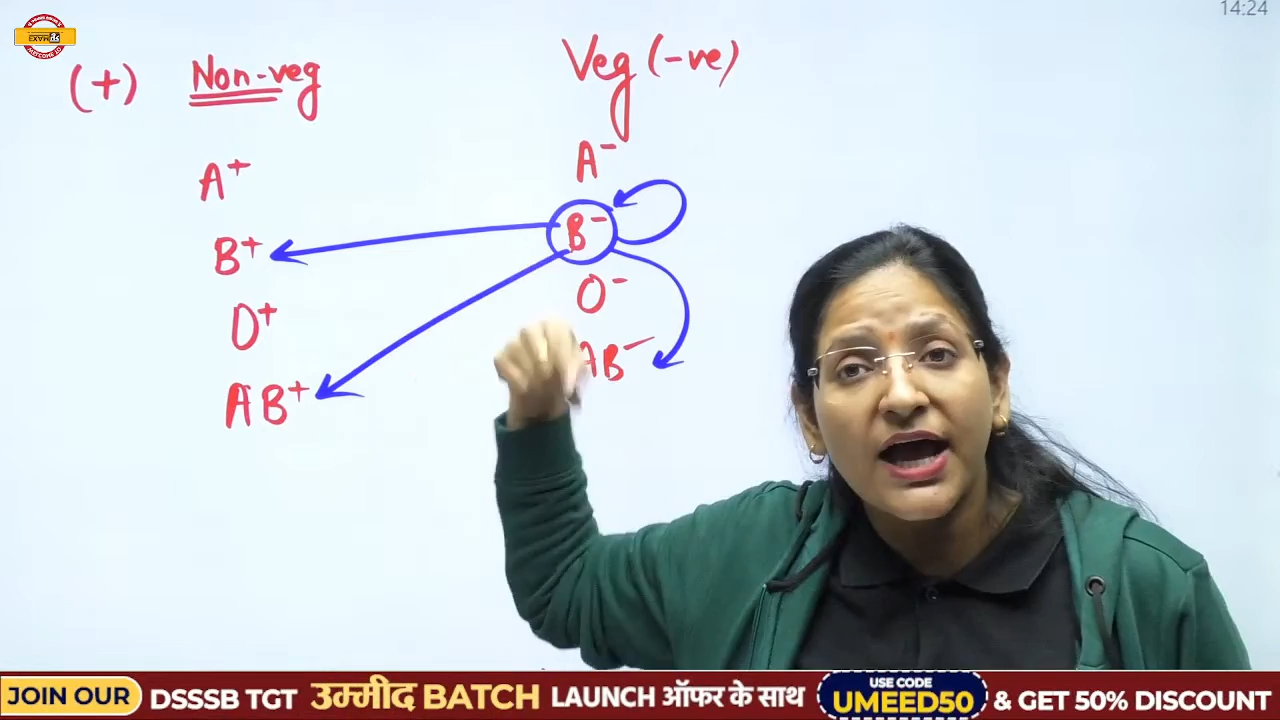 14:24
(+) Non-veg
Veg (-ve)
A+
A-
B+
B-
O+
O-
AB+
AB-
JOIN OUR DSSSB TGT उम्मीद BATCH LAUNCH ऑफर के साथ USE CODE UMEED50 & GET 50% DISCOUNT